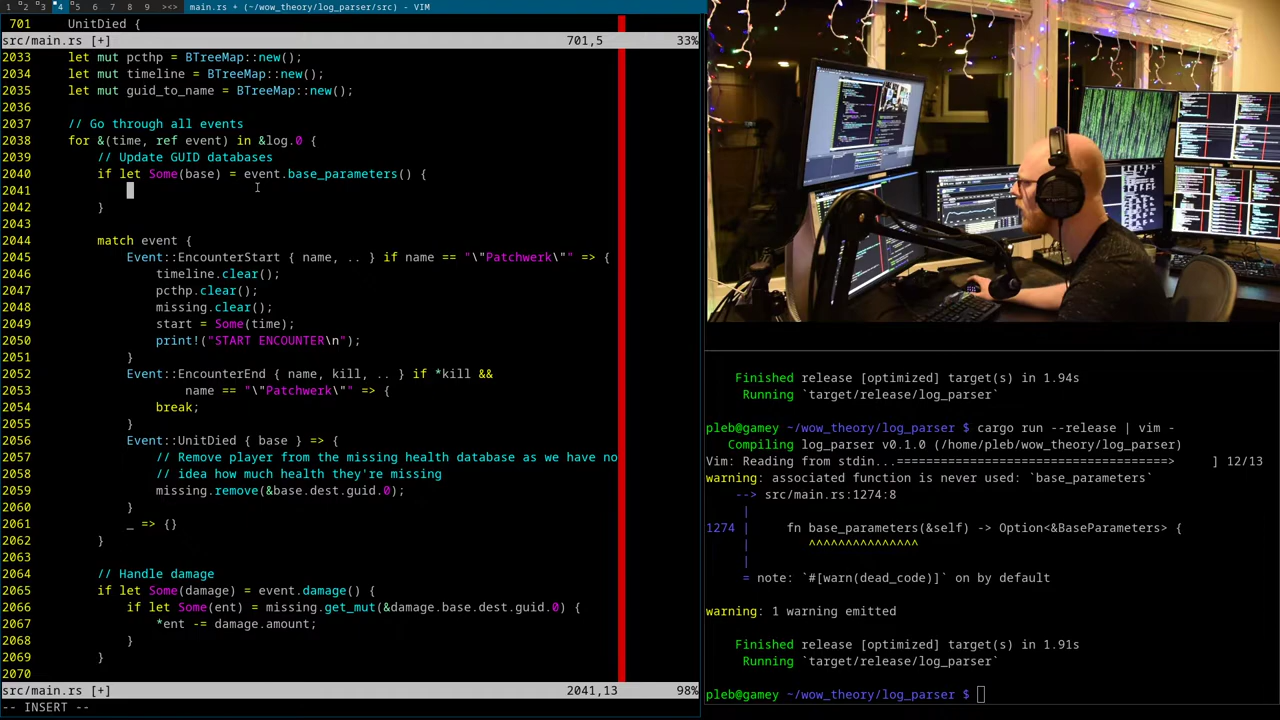 1 2 3 4 5 6 7 8 9 ><> main.rs + (~/wow_theory/log_parser/src) - VIM
701 UnitDied {
src/main.rs [+] 701,5 33%
2033 let mut pcthp = BTreeMap::new();
2034 let mut timeline = BTreeMap::new();
2035 let mut guid_to_name = BTreeMap::new();
2036
2037 // Go through all events
2038 for &(time, ref event) in &log.0 {
2039 // Update GUID databases
2040 if let Some(base) = event.base_parameters() {
2041
2042 }
2043
2044 match event {
2045 Event::EncounterStart { name, .. } if name == "\"Patchwerk\"" => {
2046 timeline.clear();
2047 pcthp.clear();
2048 missing.clear();
2049 start = Some(time);
2050 print!("START ENCOUNTER\n");
2051 }
2052 Event::EncounterEnd { name, kill, .. } if *kill &&
2053 name == "\"Patchwerk\"" => {
2054 break;
2055 }
2056 Event::UnitDied { base } => {
2057 // Remove player from the missing health database as we have no
2058 // idea how much health they're missing
2059 missing.remove(&base.dest.guid.0);
2060 }
2061 _ => {}
2062 }
2063
2064 // Handle damage
2065 if let Some(damage) = event.damage() {
2066 if let Some(ent) = missing.get_mut(&damage.base.dest.guid.0) {
2067 *ent -= damage.amount;
2068 }
2069 }
2070
src/main.rs [+] 2041,13 98%
-- INSERT --
Finished release [optimized] target(s) in 1.94s
Running `target/release/log_parser`
pleb@gamey ~/wow_theory/log_parser $ cargo run --release | vim -
Compiling log_parser v0.1.0 (/home/pleb/wow_theory/log_parser)
Vim: Reading from stdin...=====================================> ] 12/13
warning: associated function is never used: `base_parameters`
--> src/main.rs:1274:8
|
1274 | fn base_parameters(&self) -> Option<&BaseParameters> {
| ^^^^^^^^^^^^^^^
|
= note: `#[warn(dead_code)]` on by default
warning: 1 warning emitted
Finished release [optimized] target(s) in 1.91s
Running `target/release/log_parser`
pleb@gamey ~/wow_theory/log_parser $